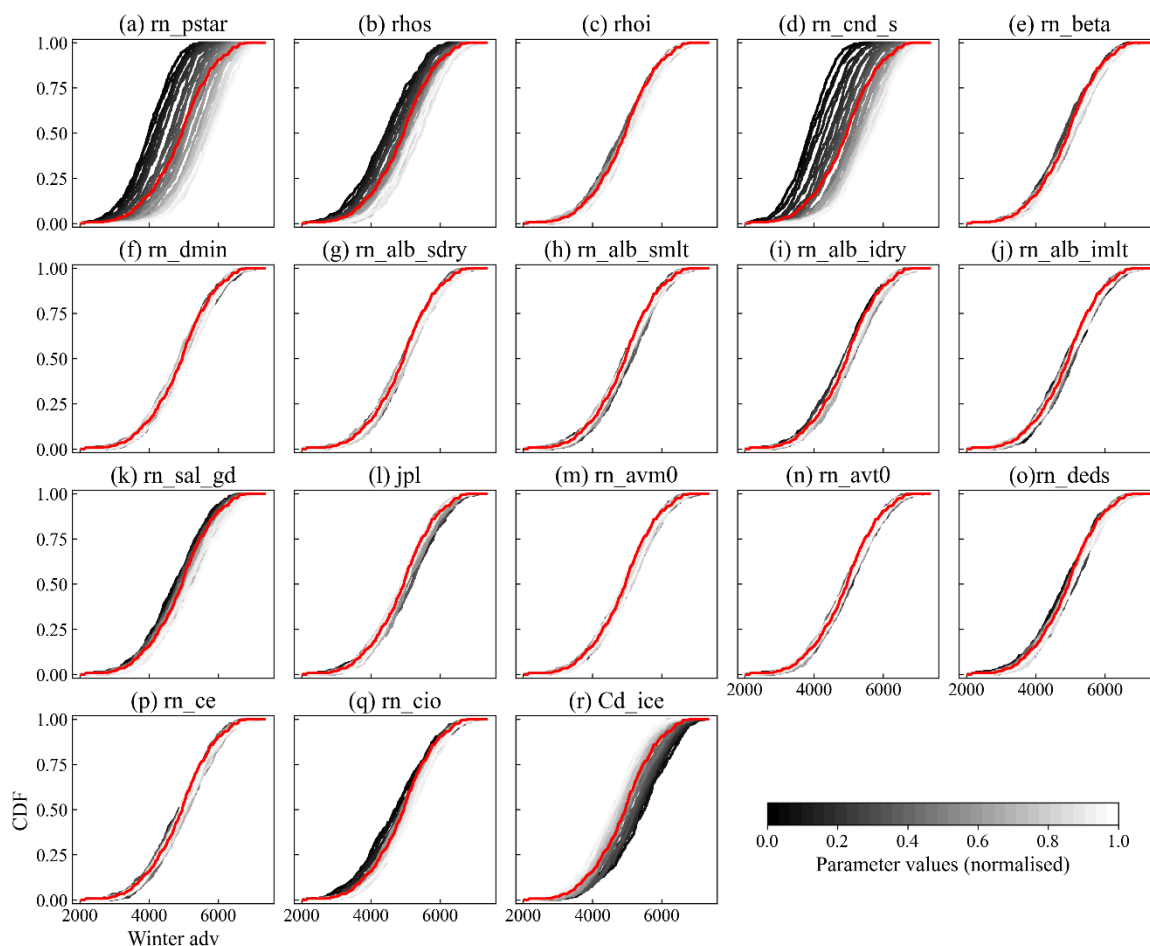 (a) rn_pstar (b) rhos (c) rhoi (d) rn_cnd_s (e) rn_beta
1.00
0.75
0.50
0.25
0.00
(f) rn_dmin (g) rn_alb_sdry (h) rn_alb_smlt (i) rn_alb_idry (j) rn_alb_imlt
1.00
0.75
0.50
0.25
0.00
(k) rn_sal_gd (l) jpl (m) rn_avm0 (n) rn_avt0 (o)rn_deds
1.00
0.75
0.50
0.25
0.00
2000 4000 6000 2000 4000 6000
(p) rn_ce (q) rn_cio (r) Cd_ice
1.00
0.75
0.50
0.25
0.00
CDF
2000 4000 6000 2000 4000 6000 2000 4000 6000
Winter adv
0.0 0.2 0.4 0.6 0.8 1.0
Parameter values (normalised)